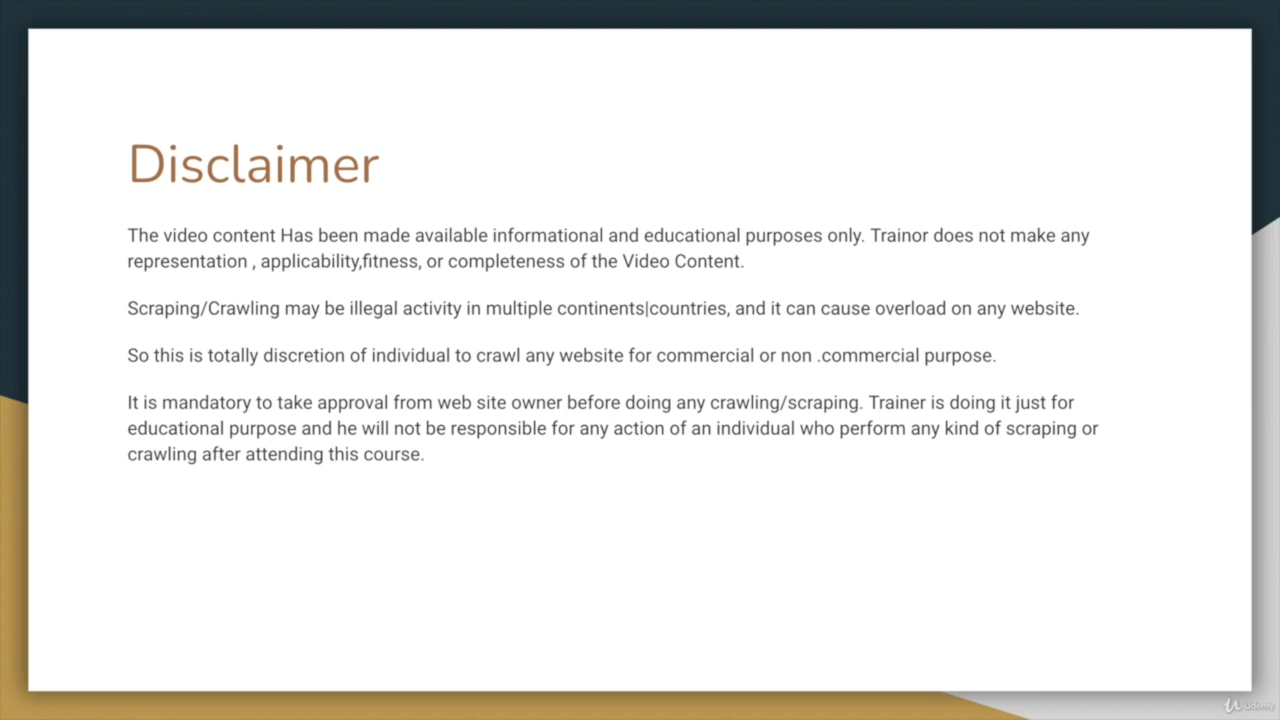 Disclaimer
The video content Has been made available informational and educational purposes only. Trainor does not make any
representation , applicability,fitness, or completeness of the Video Content.
Scraping/Crawling may be illegal activity in multiple continents|countries, and it can cause overload on any website.
So this is totally discretion of individual to crawl any website for commercial or non .commercial purpose.
It is mandatory to take approval from web site owner before doing any crawling/scraping. Trainer is doing it just for
educational purpose and he will not be responsible for any action of an individual who perform any kind of scraping or
crawling after attending this course.
Udemy